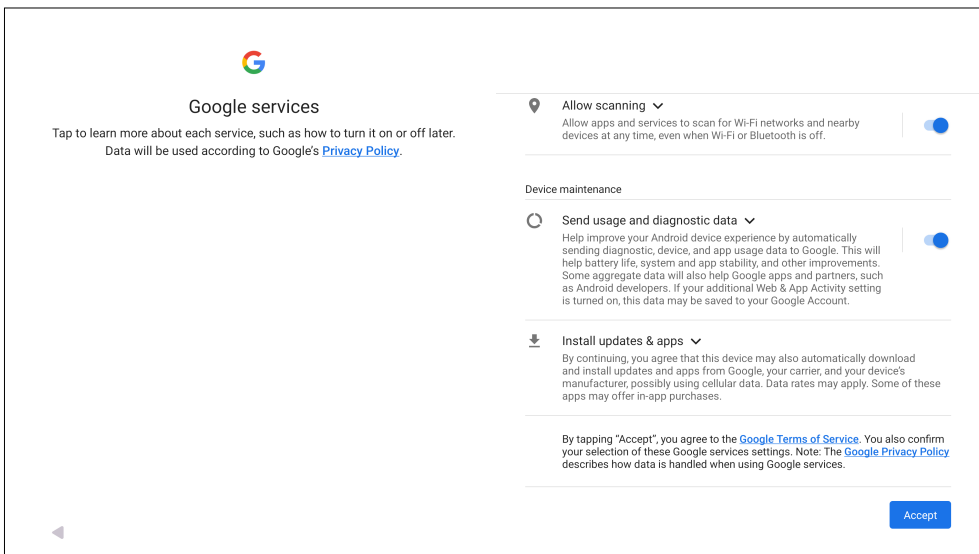 Google services
Tap to learn more about each service, such as how to turn it on or off later.
Data will be used according to Google's Privacy Policy.
Allow scanning
Allow apps and services to scan for Wi-Fi networks and nearby
devices at any time, even when Wi-Fi or Bluetooth is off.
Device maintenance
Send usage and diagnostic data
Help improve your Android device experience by automatically
sending diagnostic, device, and app usage data to Google. This will
help battery life, system and app stability, and other improvements.
Some aggregate data will also help Google apps and partners, such
as Android developers. If your additional Web & App Activity setting
is turned on, this data may be saved to your Google Account.
Install updates & apps
By continuing, you agree that this device may also automatically download
and install updates and apps from Google, your carrier, and your device's
manufacturer, possibly using cellular data. Data rates may apply. Some of these
apps may offer in-app purchases.
By tapping “Accept”, you agree to the Google Terms of Service. You also confirm
your selection of these Google services settings. Note: The Google Privacy Policy
describes how data is handled when using Google services.
Accept